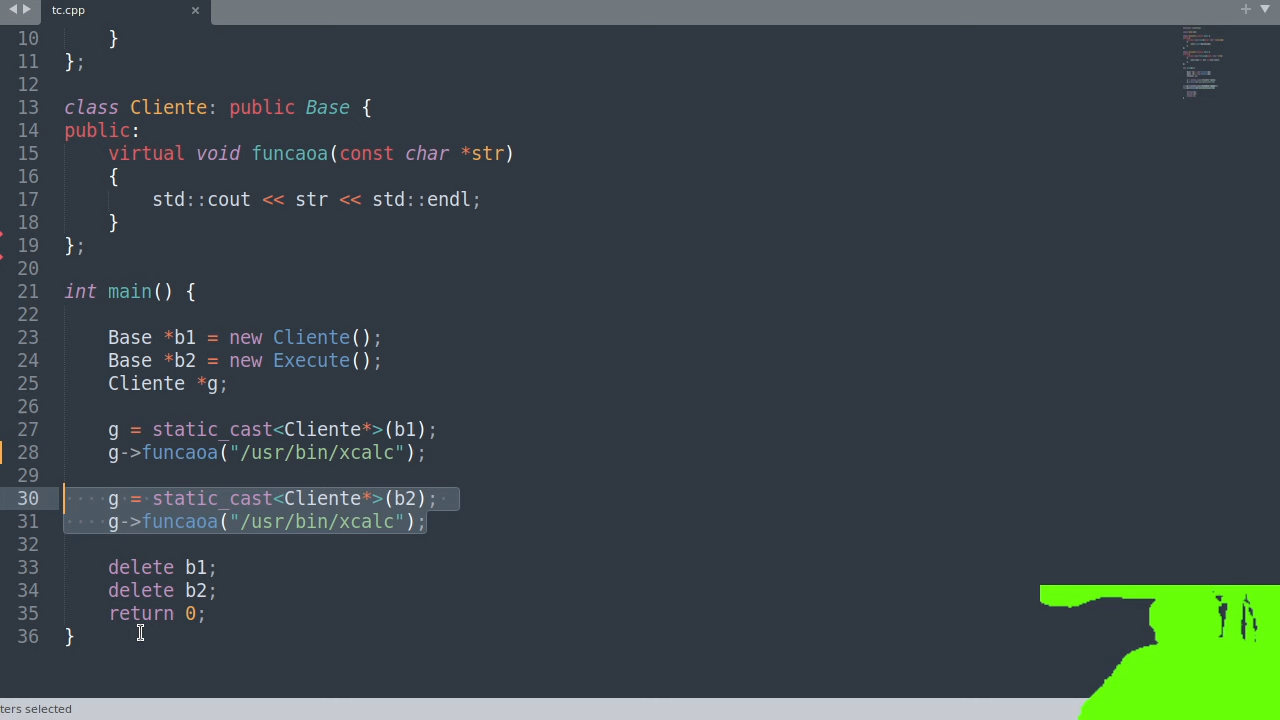 tc.cpp
10 }
11 };
12
13 class Cliente: public Base {
14 public:
15 virtual void funcaoa(const char *str)
16 {
17 std::cout << str << std::endl;
18 }
19 };
20
21 int main() {
22
23 Base *b1 = new Cliente();
24 Base *b2 = new Execute();
25 Cliente *g;
26
27 g = static_cast<Cliente*>(b1);
28 g->funcaoa("/usr/bin/xcalc");
29
30 g = static_cast<Cliente*>(b2);
31 g->funcaoa("/usr/bin/xcalc");
32
33 delete b1;
34 delete b2;
35 return 0;
36 }
ters selected